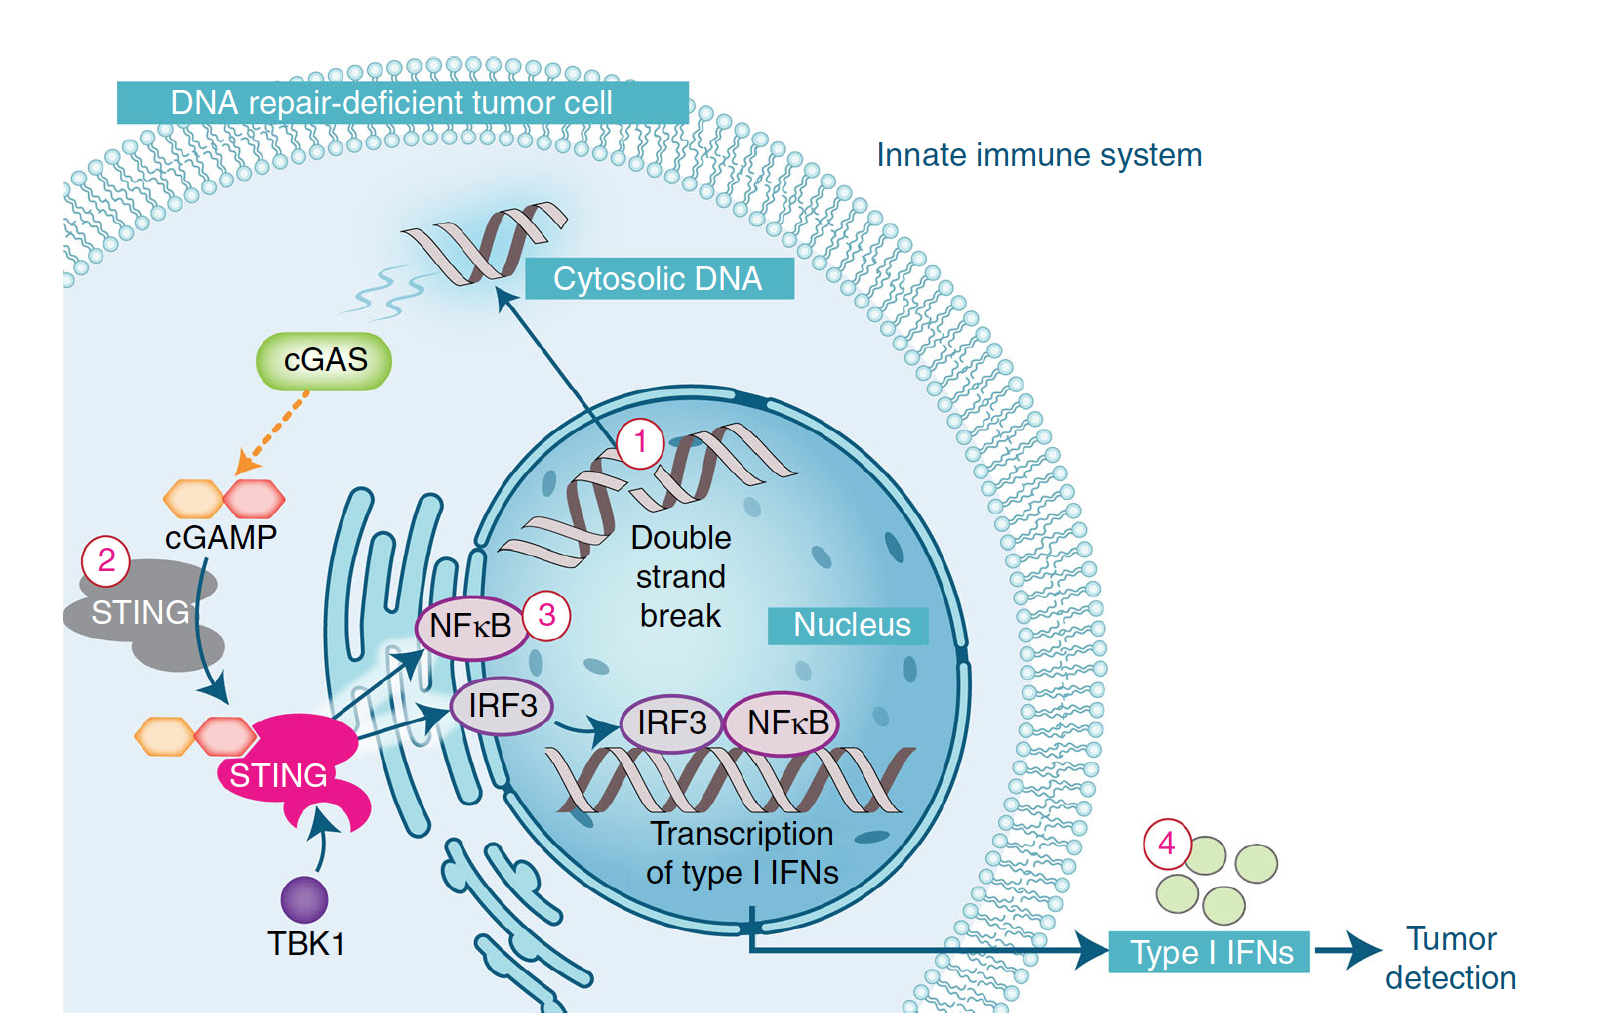 DNA repair-deficient tumor cell
Innate immune system
Cytosolic DNA
cGAS
1
cGAMP
Double
strand
break
2
STING
NFκB
3
Nucleus
IRF3
IRF3
NFκB
STING
Transcription
of type I IFNs
4
TBK1
Type I IFNs
Tumor
detection